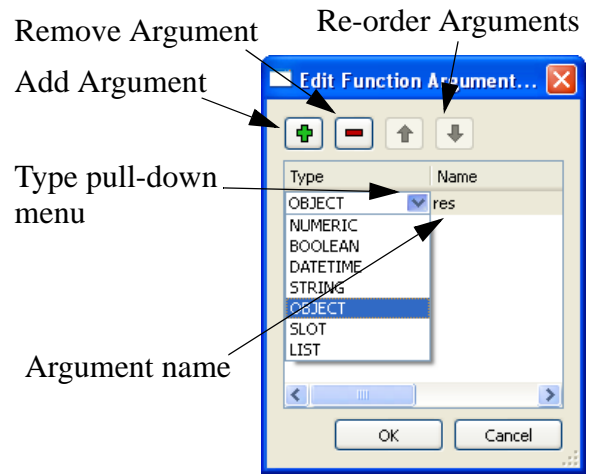 Re-order Arguments
Remove Argument
Add Argument
Edit Function Argument...
Type pull-down
menu
Type Name
OBJECT res
NUMERIC
BOOLEAN
DATETIME
STRING
OBJECT
SLOT
LIST
Argument name
OK Cancel